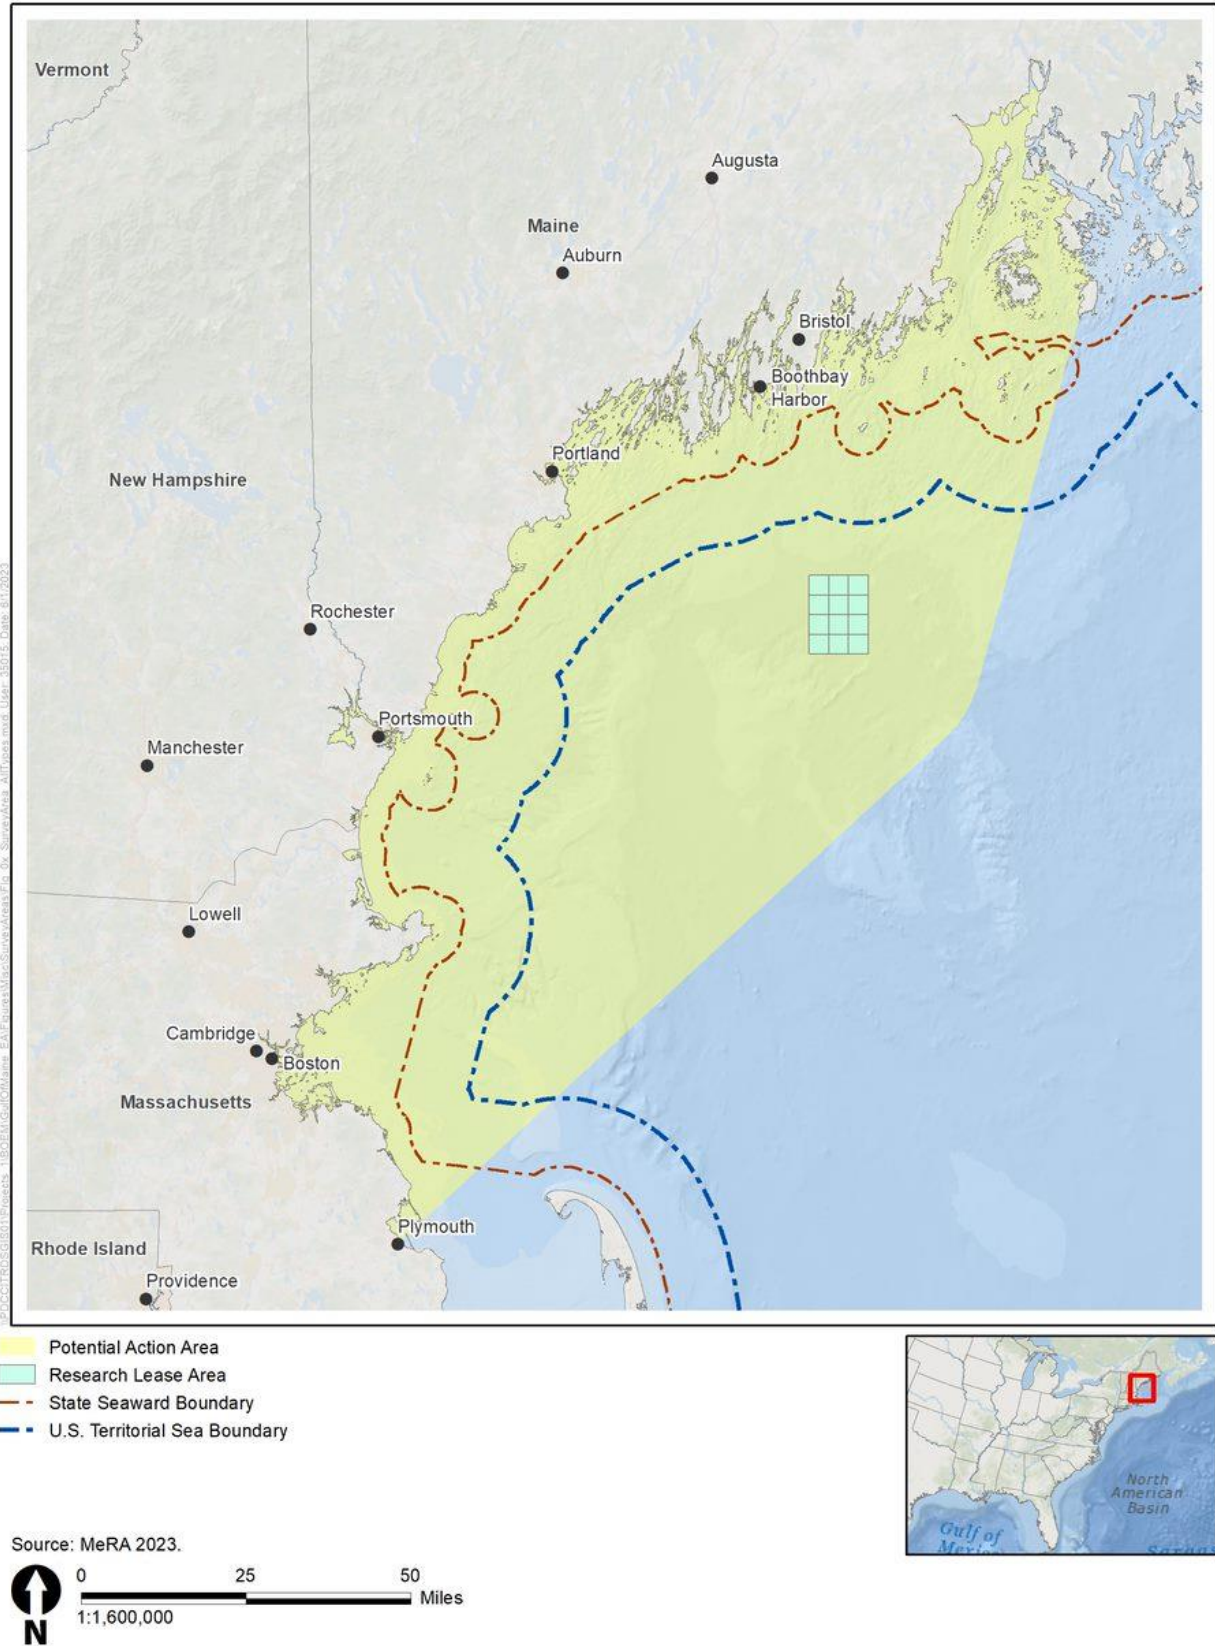 Vermont
Augusta
Maine
Auburn
Bristol
Boothbay
Harbor
Portland
New Hampshire
Rochester
Portsmouth
Manchester
Lowell
Cambridge
Boston
Massachusetts
Plymouth
Rhode Island
Providence
Potential Action Area
Research Lease Area
State Seaward Boundary
U.S. Territorial Sea Boundary
North
American
Basin
Gulf of
Source: MeRA 2023.
0 25 50
Miles
1:1,600,000
N